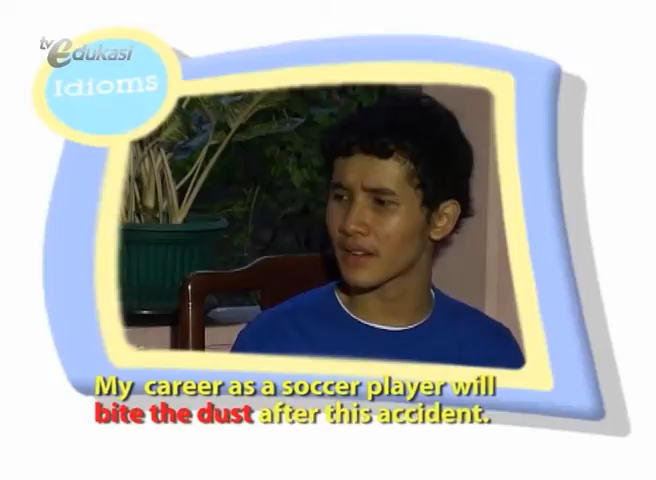 tv edukasi
Idioms
My career as a soccer player will
bite the dust after this accident.